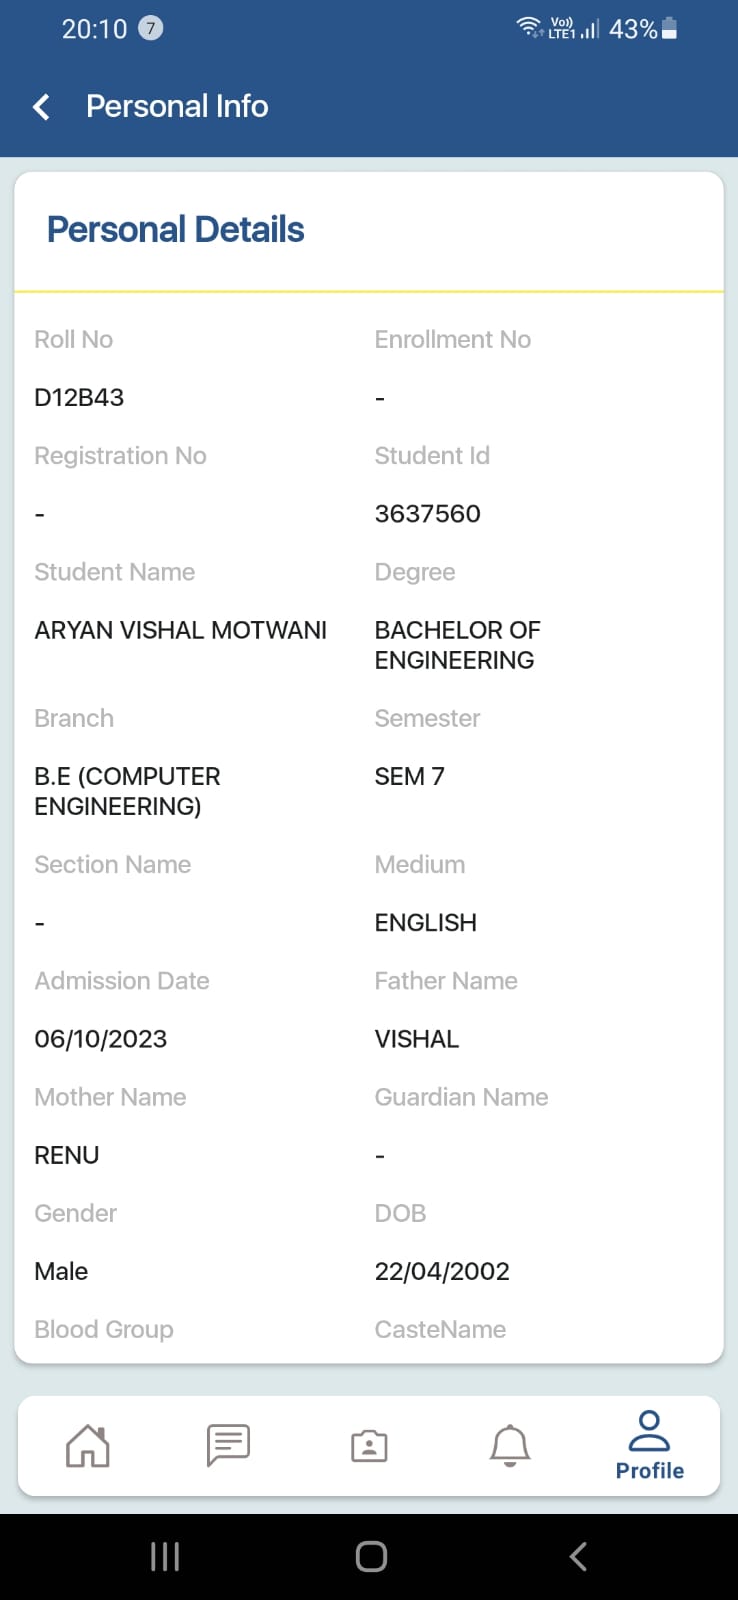 20:10 7 Vo)) LTE1 43%
Personal Info
Personal Details
Roll No Enrollment No
D12B43 -
Registration No Student Id
- 3637560
Student Name Degree
ARYAN VISHAL MOTWANI BACHELOR OF
ENGINEERING
Branch Semester
B.E (COMPUTER SEM 7
ENGINEERING)
Section Name Medium
- ENGLISH
Admission Date Father Name
06/10/2023 VISHAL
Mother Name Guardian Name
RENU -
Gender DOB
Male 22/04/2002
Blood Group CasteName
Profile